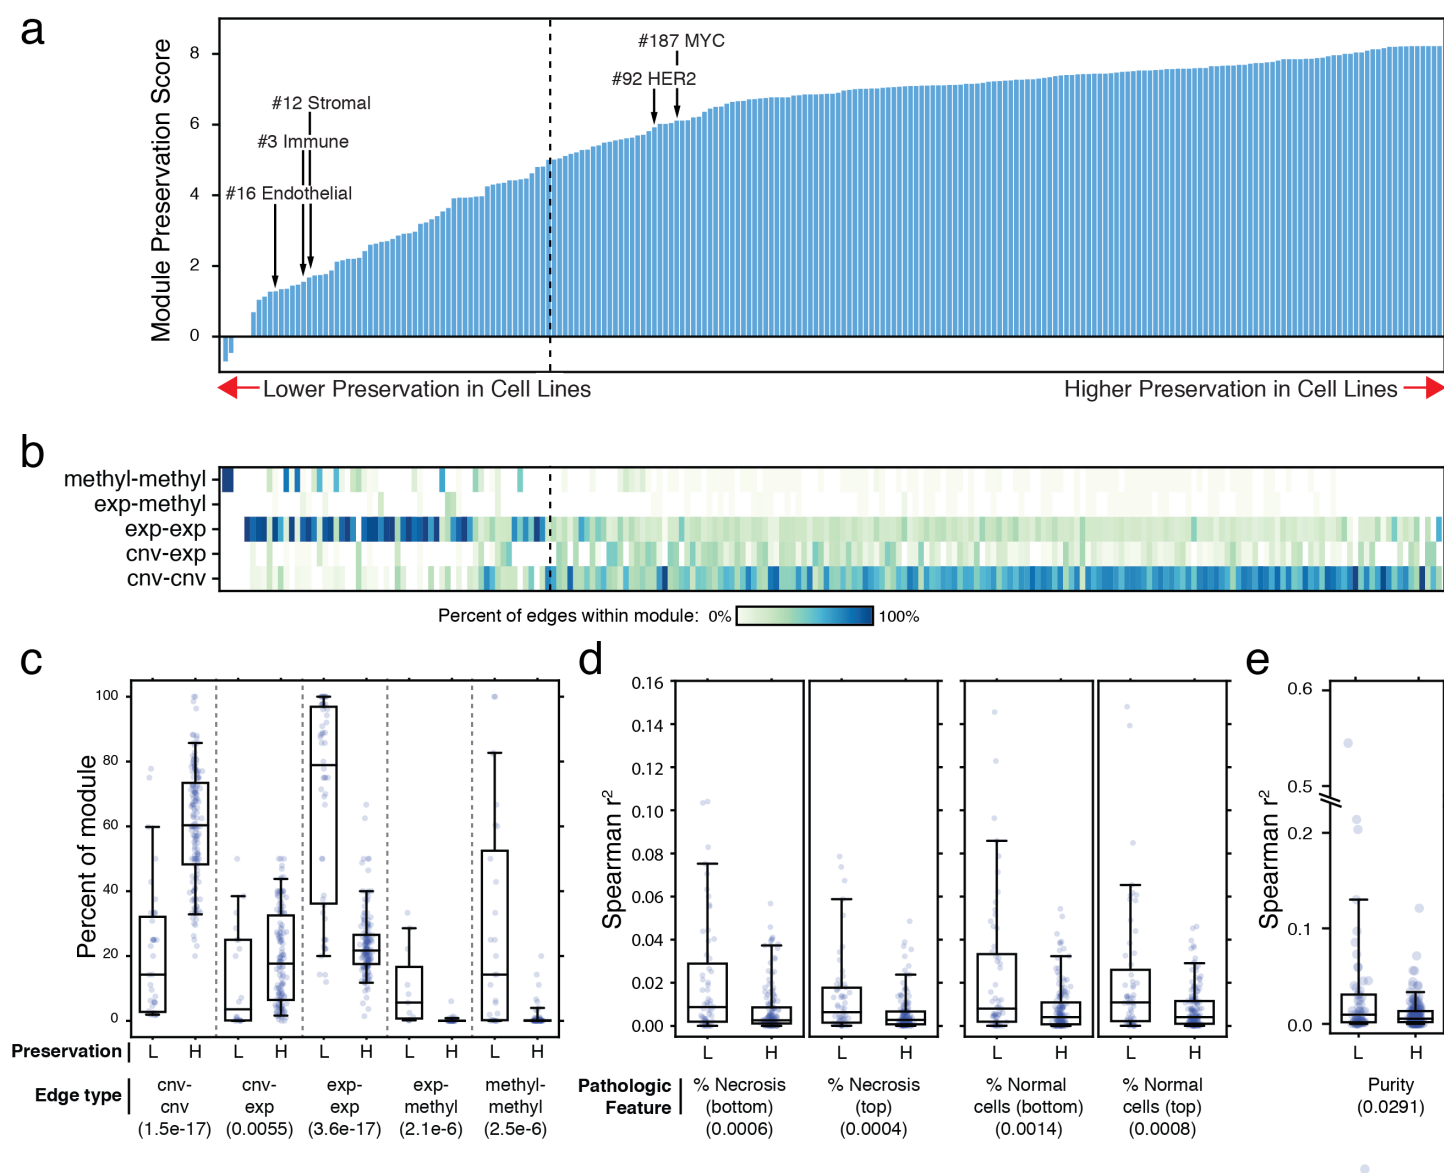 a
Module Preservation Score
8
6
4
2
0
#187 MYC
#92 HER2
#12 Stromal
#3 Immune
#16 Endothelial
Lower Preservation in Cell Lines
Higher Preservation in Cell Lines
b
methyl-methyl
exp-methyl
exp-exp
cnv-exp
cnv-cnv
Percent of edges within module: 0% 100%
c
Percent of module
100
80
60
40
20
0
Preservation L H L H L H L H L H
Edge type
cnv-
cnv
(1.5e-17)
cnv-
exp
(0.0055)
exp-
exp
(3.6e-17)
exp-
methyl
(2.1e-6)
methyl-
methyl
(2.5e-6)
d
Spearman r²
0.16
0.14
0.12
0.10
0.08
0.06
0.04
0.02
0.00
L H L H L H L H
Pathologic
Feature
% Necrosis
(bottom)
(0.0006)
% Necrosis
(top)
(0.0004)
% Normal
cells (bottom)
(0.0014)
% Normal
cells (top)
(0.0008)
e
Spearman r²
0.6
0.5
0.2
0.1
0.0
L H
Purity
(0.0291)